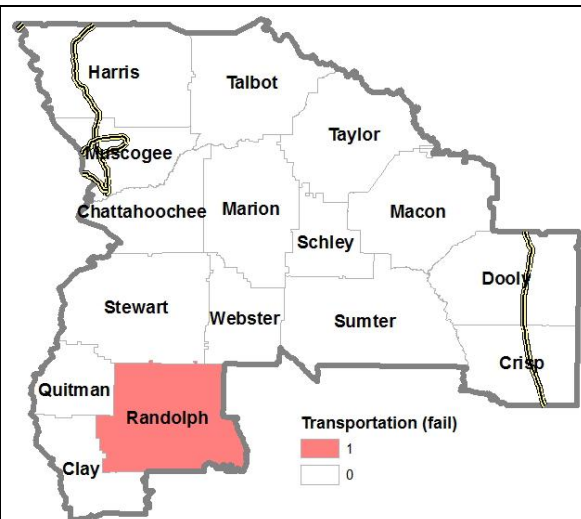 Harris
Talbot
Taylor
Muscogee
Chattahoochee
Marion
Macon
Schley
Dooly
Stewart
Webster
Sumter
Crisp
Quitman
Randolph
Clay
Transportation (fail)
1
0